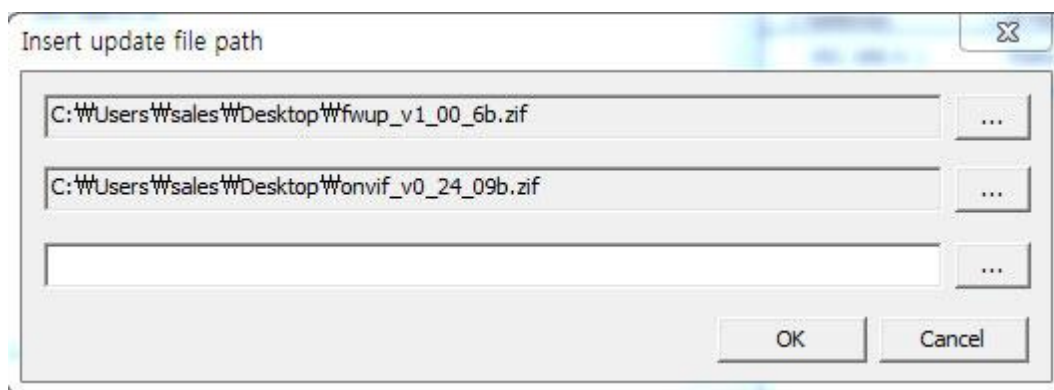 Insert update file path
C:₩Users₩sales₩Desktop₩fwup_v1_00_6b.zif
...
C:₩Users₩sales₩Desktop₩onvif_v0_24_09b.zif
...
...
OK Cancel